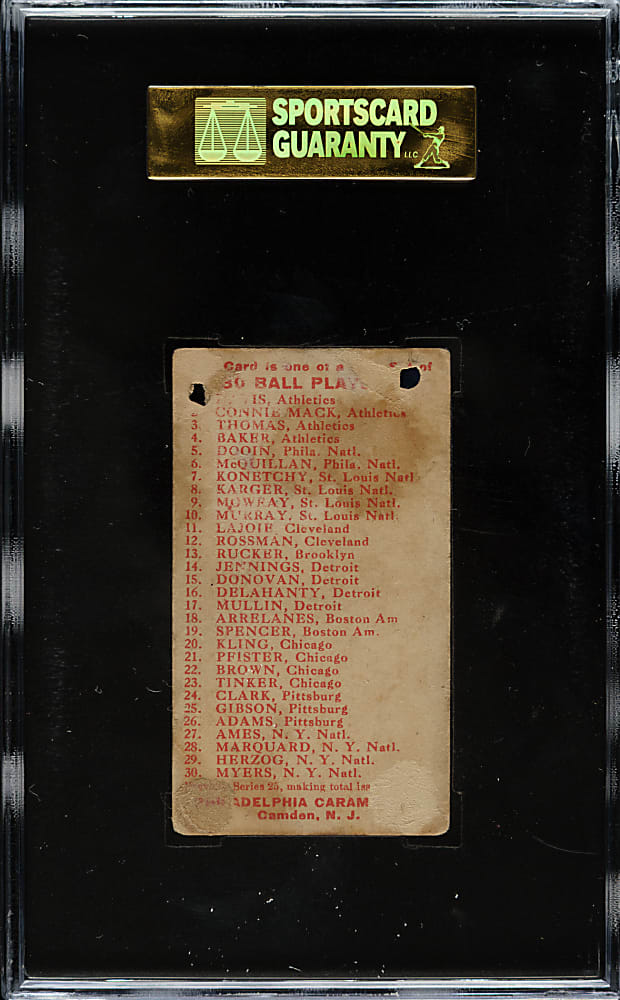 SPORTSCARD
GUARANTY LLC
Card is one of a of
30 BALL PLAY
IS, Athletics
2. CONNIE MACK, Athletics
3. THOMAS, Athletics
4. BAKER, Athletics
5. DOOIN, Phila. Natl.
6. McQUILLAN, Phila. Natl.
7. KONETCHY, St. Louis Natl
8. KARGER, St. Louis Natl.
9. MOWRAY, St. Louis Natl.
10. MURRAY, St. Louis Natl.
11. LAJOIE, Cleveland
12. ROSSMAN, Cleveland
13. RUCKER, Brooklyn
14. JENNINGS, Detroit
15. DONOVAN, Detroit
16. DELAHANTY, Detroit
17. MULLIN, Detroit
18. ARRELANES, Boston Am
19. SPENCER, Boston Am.
20. KLING, Chicago
21. PFISTER, Chicago
22. BROWN, Chicago
23. TINKER, Chicago
24. CLARK, Pittsburg
25. GIBSON, Pittsburg
26. ADAMS, Pittsburg
27. AMES, N. Y. Natl.
28. MARQUARD, N. Y. Natl.
29. HERZOG, N. Y. Natl.
30. MYERS, N. Y. Natl.
Series 25, making total
ADELPHIA CARAM
Camden, N. J.